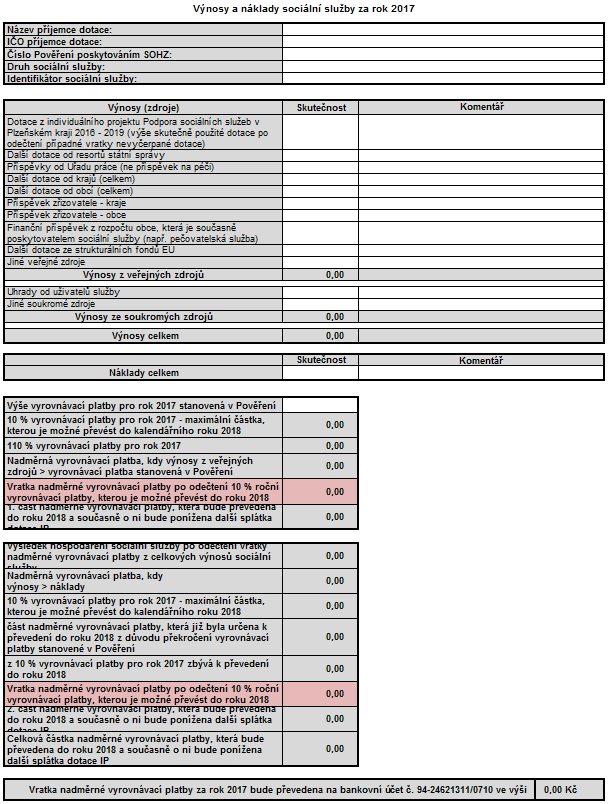 Výnosy a náklady sociální služby za rok 2017
Název příjemce dotace:
IČO příjemce dotace:
Číslo Pověření poskytováním SOHZ:
Druh sociální služby:
Identifikátor sociální služby:
Výnosy (zdroje) Skutečnost Komentář
Dotace z individuálního projektu Podpora sociálních služeb v
Plzeňském kraji 2016 - 2019 (výše skutečně použité dotace po
odečtení případné vratky nevyčerpané dotace)
Další dotace od resortů státní správy
Příspěvky od Úřadu práce (ne příspěvek na péči)
Další dotace od krajů (celkem)
Další dotace od obcí (celkem)
Příspěvek zřizovatele - kraje
Příspěvek zřizovatele - obce
Finanční příspěvek z rozpočtu obce, která je současně
poskytovatelem sociální služby (např. pečovatelská služba)
Další dotace ze strukturálních fondů EU
Jiné veřejné zdroje
Výnosy z veřejných zdrojů 0,00
Úhrady od uživatelů služby
Jiné soukromé zdroje
Výnosy ze soukromých zdrojů 0,00
Výnosy celkem 0,00
Skutečnost Komentář
Náklady celkem
Výše vyrovnávací platby pro rok 2017 stanovená v Pověření
10 % vyrovnávací platby pro rok 2017 - maximální částka,
kterou je možné převést do kalendářního roku 2018 0,00
110 % vyrovnávací platby pro rok 2017 0,00
Nadměrná vyrovnávací platba, kdy výnosy z veřejných
zdrojů > vyrovnávací platba stanovená v Pověření 0,00
Vratka nadměrné vyrovnávací platby po odečtení 10 % roční
vyrovnávací platby, kterou je možné převést do roku 2018 0,00
1. část nadměrné vyrovnávací platby, která bude převedena
do roku 2018 a současně o ni bude ponížena další splátka
dotace IP 0,00
Výsledek hospodaření sociální služby po odečtení vratky
nadměrné vyrovnávací platby z celkových výnosů sociální
služby 0,00
Nadměrná vyrovnávací platba, kdy
výnosy > náklady 0,00
10 % vyrovnávací platby pro rok 2017 - maximální částka,
kterou je možné převést do kalendářního roku 2018 0,00
část nadměrné vyrovnávací platby, která již byla určena k
převedení do roku 2018 z důvodu překročení vyrovnávací
platby stanovené v Pověření 0,00
z 10 % vyrovnávací platby pro rok 2017 zbývá k převedení
do roku 2018 0,00
Vratka nadměrné vyrovnávací platby po odečtení 10 % roční
vyrovnávací platby, kterou je možné převést do roku 2018 0,00
2. část nadměrné vyrovnávací platby, která bude převedena
do roku 2018 a současně o ni bude ponížena další splátka
dotace IP 0,00
Celková částka nadměrné vyrovnávací platby, která bude
převedena do roku 2018 a současně o ni bude ponížena
další splátka dotace IP 0,00
Vratka nadměrné vyrovnávací platby za rok 2017 bude převedena na bankovní účet č. 94-24621311/0710 ve výši 0,00 Kč